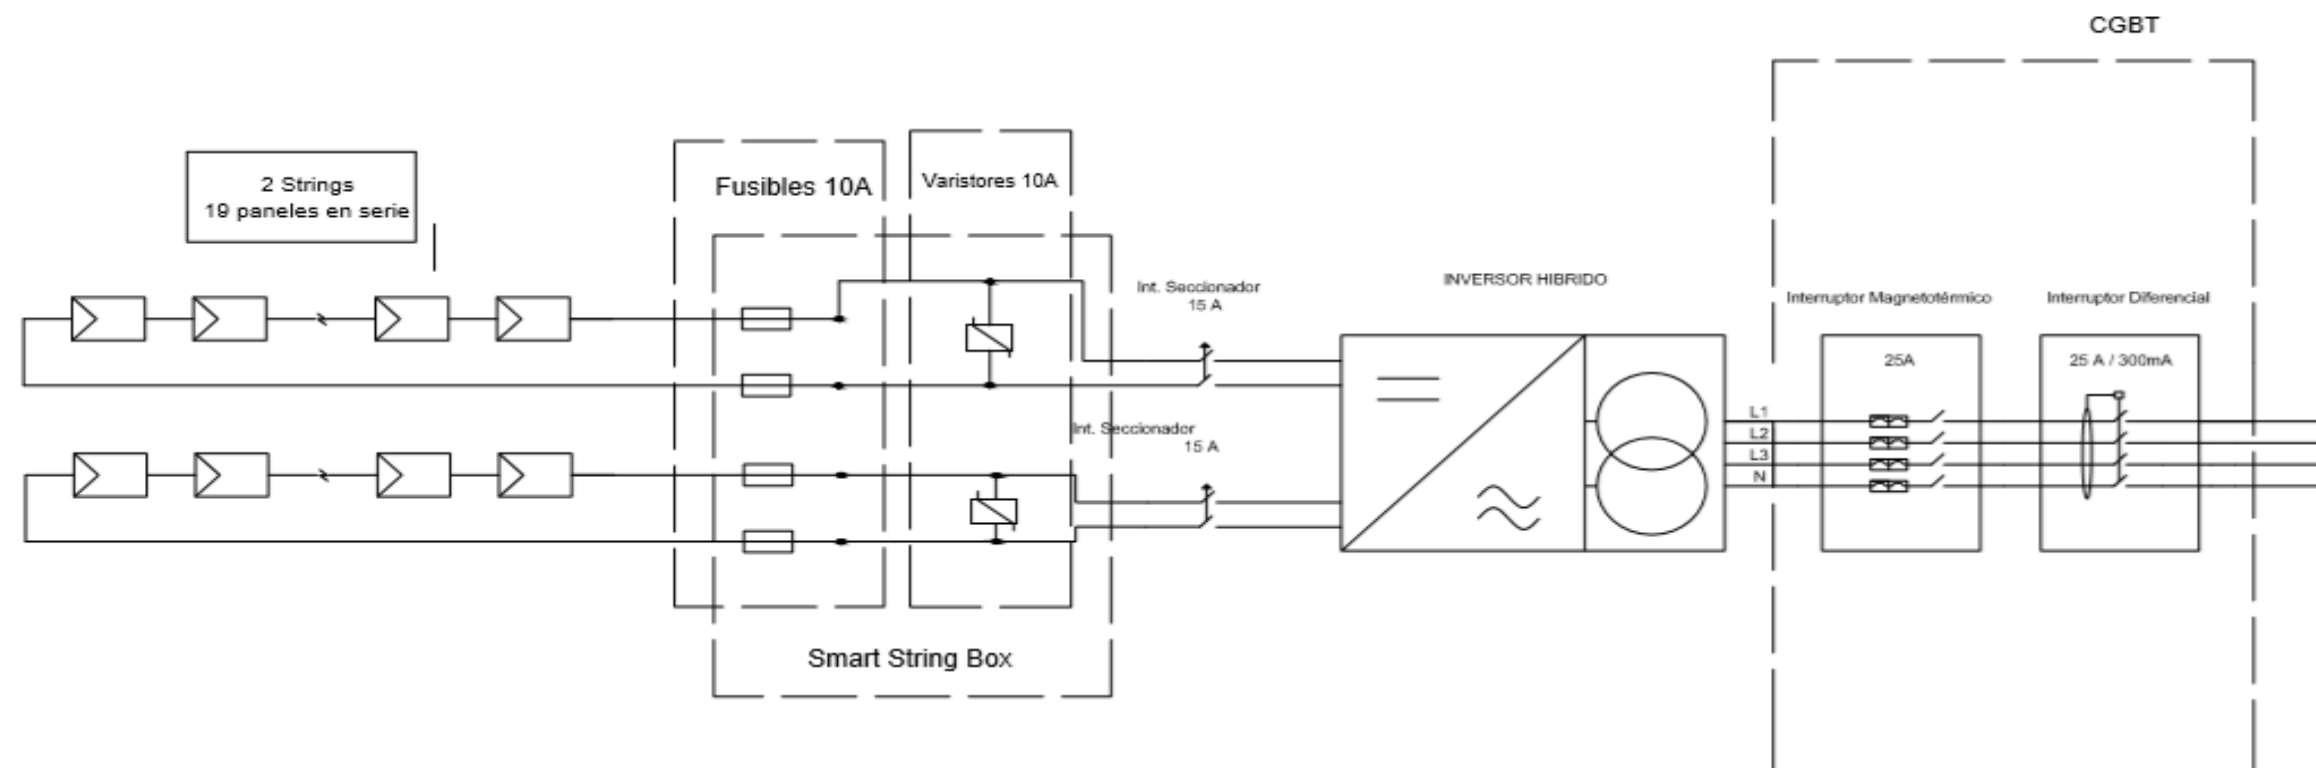 CGBT
2 Strings
19 paneles en serie
Fusibles 10A
Varistores 10A
Int. Seccionador
15 A
INVERSOR HIBRIDO
Interruptor Magnetotérmico
Interruptor Diferencial
25A
25 A / 300mA
L1
L2
L3
N
Int. Seccionador
15 A
Smart String Box